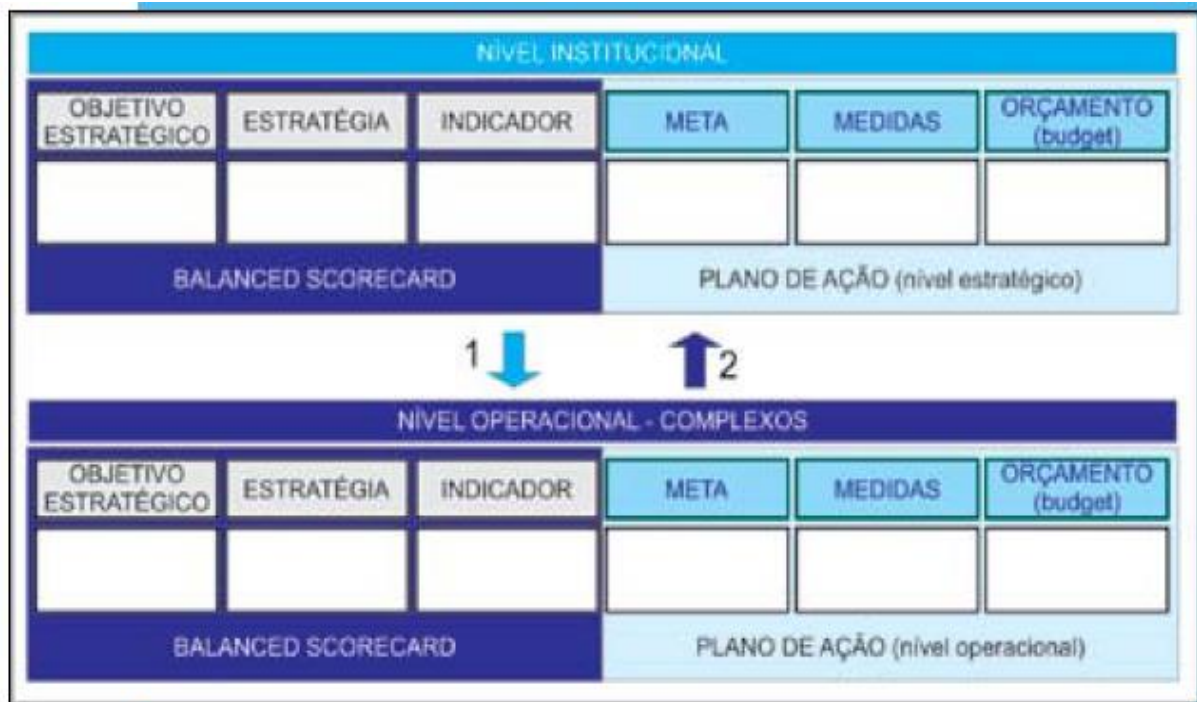 NÍVEL INSTITUCIONAL
OBJETIVO
ESTRATÉGICO
ESTRATÉGIA
INDICADOR
META
MEDIDAS
ORÇAMENTO
(budget)
BALANCED SCORECARD
PLANO DE AÇÃO (nível estratégico)
1
2
NÍVEL OPERACIONAL - COMPLEXOS
OBJETIVO
ESTRATÉGICO
ESTRATÉGIA
INDICADOR
META
MEDIDAS
ORÇAMENTO
(budget)
BALANCED SCORECARD
PLANO DE AÇÃO (nível operacional)